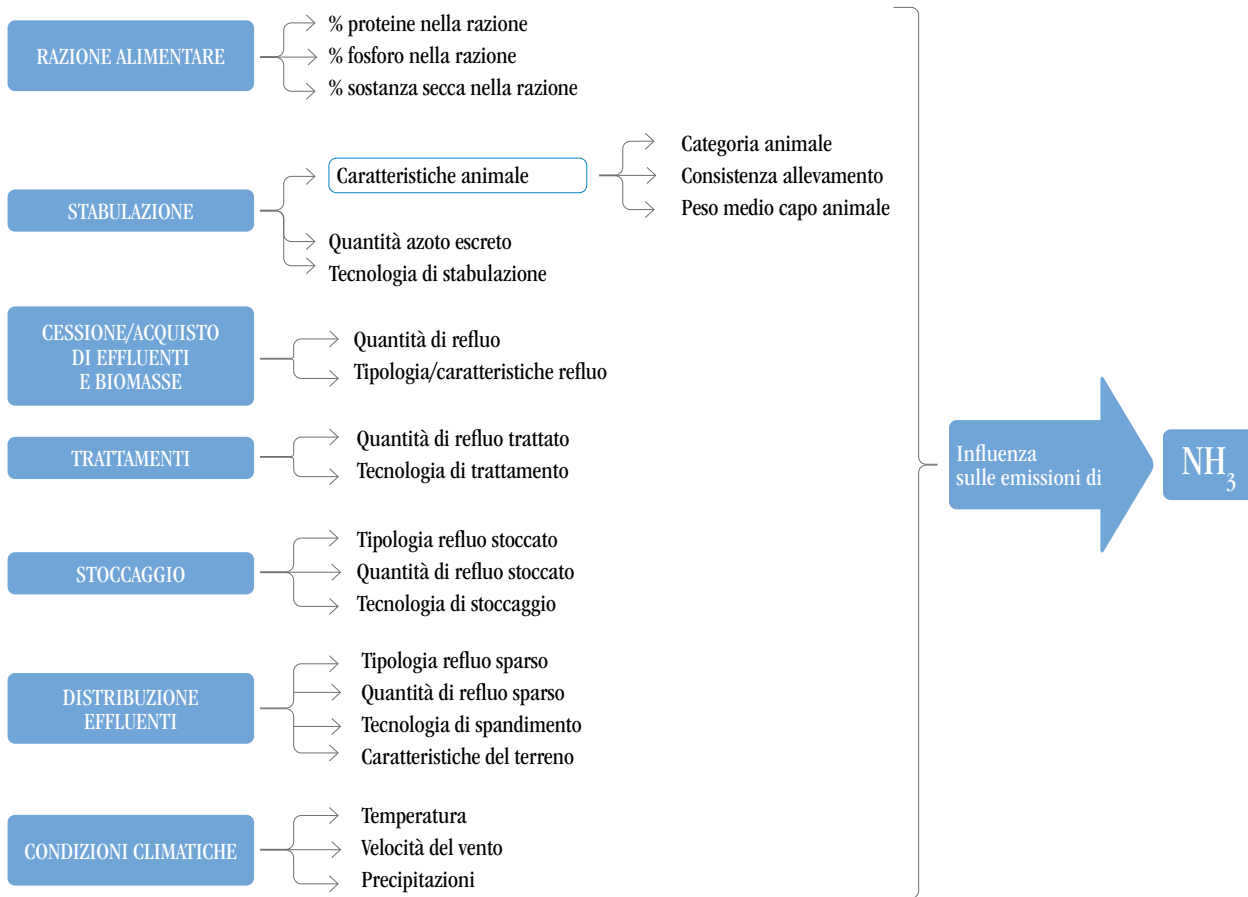 RAZIONE ALIMENTARE
% proteine nella razione
% fosforo nella razione
% sostanza secca nella razione
STABULAZIONE
Caratteristiche animale
Categoria animale
Consistenza allevamento
Peso medio capo animale
Quantità azoto escreto
Tecnologia di stabulazione
CESSIONE/ACQUISTO
DI EFFLUENTI
E BIOMASSE
Quantità di refluo
Tipologia/caratteristiche refluo
TRATTAMENTI
Quantità di refluo trattato
Tecnologia di trattamento
STOCCAGGIO
Tipologia refluo stoccato
Quantità di refluo stoccato
Tecnologia di stoccaggio
DISTRIBUZIONE
EFFLUENTI
Tipologia refluo sparso
Quantità di refluo sparso
Tecnologia di spandimento
Caratteristiche del terreno
CONDIZIONI CLIMATICHE
Temperatura
Velocità del vento
Precipitazioni
Influenza
sulle emissioni di
NH3